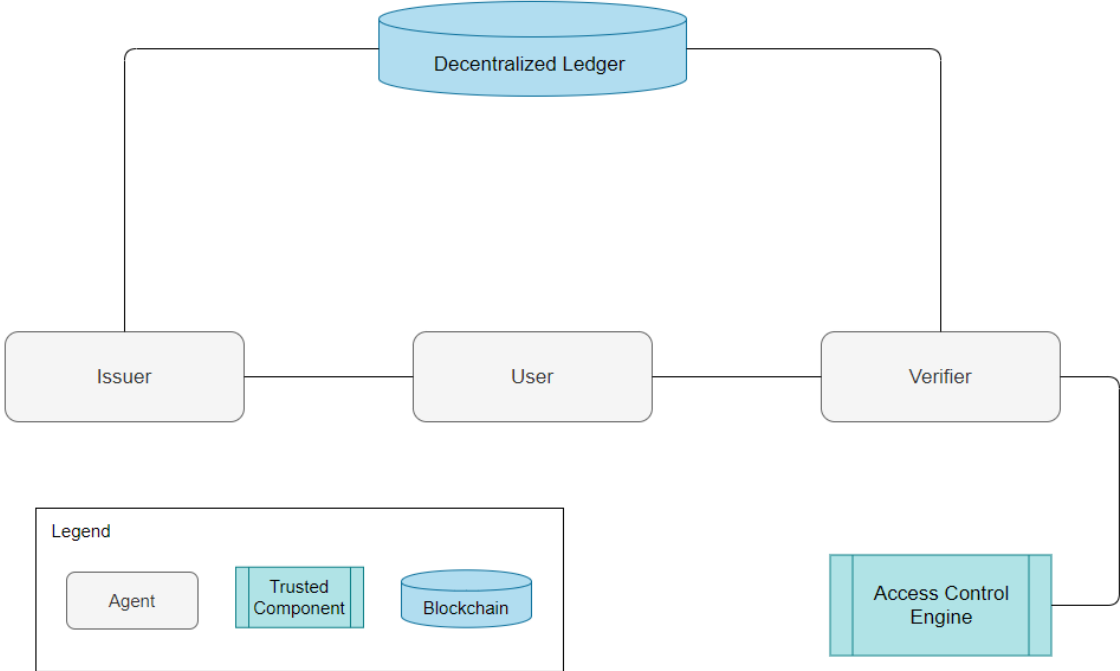 Decentralized Ledger
Issuer
User
Verifier
Legend
Agent
Trusted
Component
Blockchain
Access Control
Engine